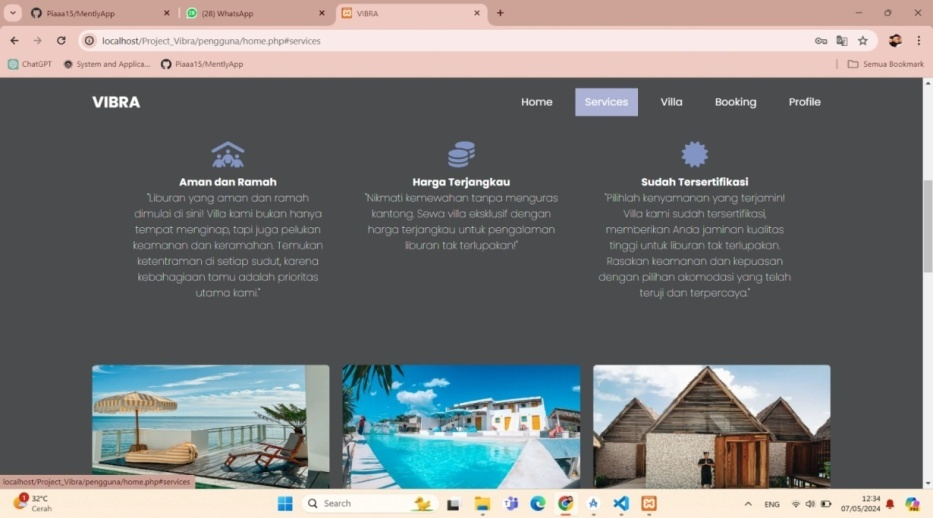 Piaaa15/MentlyApp
(28) WhatsApp
VIBRA
localhost/Project_Vibra/pengguna/home.php#services
ChatGPT
System and Applica...
Piaaa15/MentlyApp
Semua Bookmark
VIBRA
Home
Services
Villa
Booking
Profile
Aman dan Ramah
"Liburan yang aman dan ramah
dimulai di sini! Villa kami bukan hanya
tempat menginap, tapi juga pelukan
keamanan dan keramahan. Temukan
ketentraman di setiap sudut, karena
kebahagiaan tamu adalah prioritas
utama kami."
Harga Terjangkau
"Nikmati kemewahan tanpa menguras
kantong. Sewa villa eksklusif dengan
harga terjangkau untuk pengalaman
liburan tak terlupakan!"
Sudah Tersertifikasi
"Pilihlah kenyamanan yang terjamin!
Villa kami sudah tersertifikasi,
memberikan Anda jaminan kualitas
tinggi untuk liburan tak terlupakan.
Rasakan keamanan dan kepuasan
dengan pilihan akomodasi yang telah
teruji dan terpercaya."
localhost/Project_Vibra/pengguna/home.php#services
1
32°C
Cerah
Search
ENG
12:34
07/05/2024